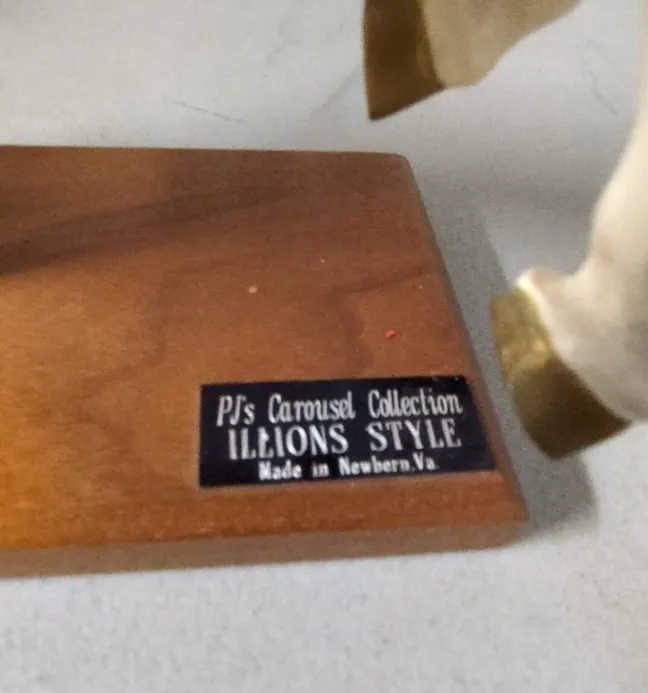 PJ's Carousel Collection
ILLIONS STYLE
Made in Newbern, Va.